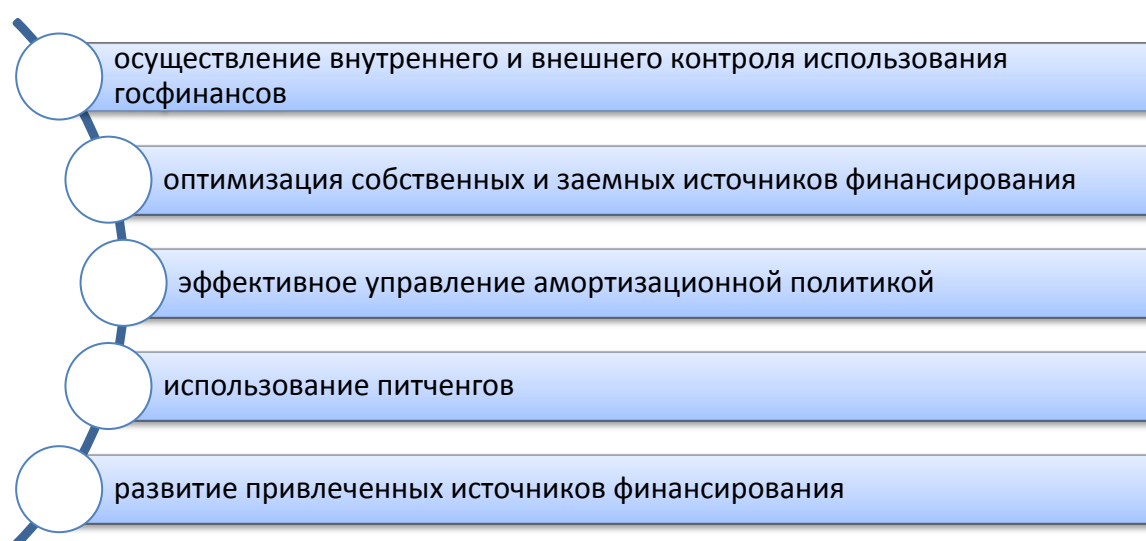 осуществление внутреннего и внешнего контроля использования
госфинансов
оптимизация собственных и заемных источников финансирования
эффективное управление амортизационной политикой
использование питченгов
развитие привлеченных источников финансирования